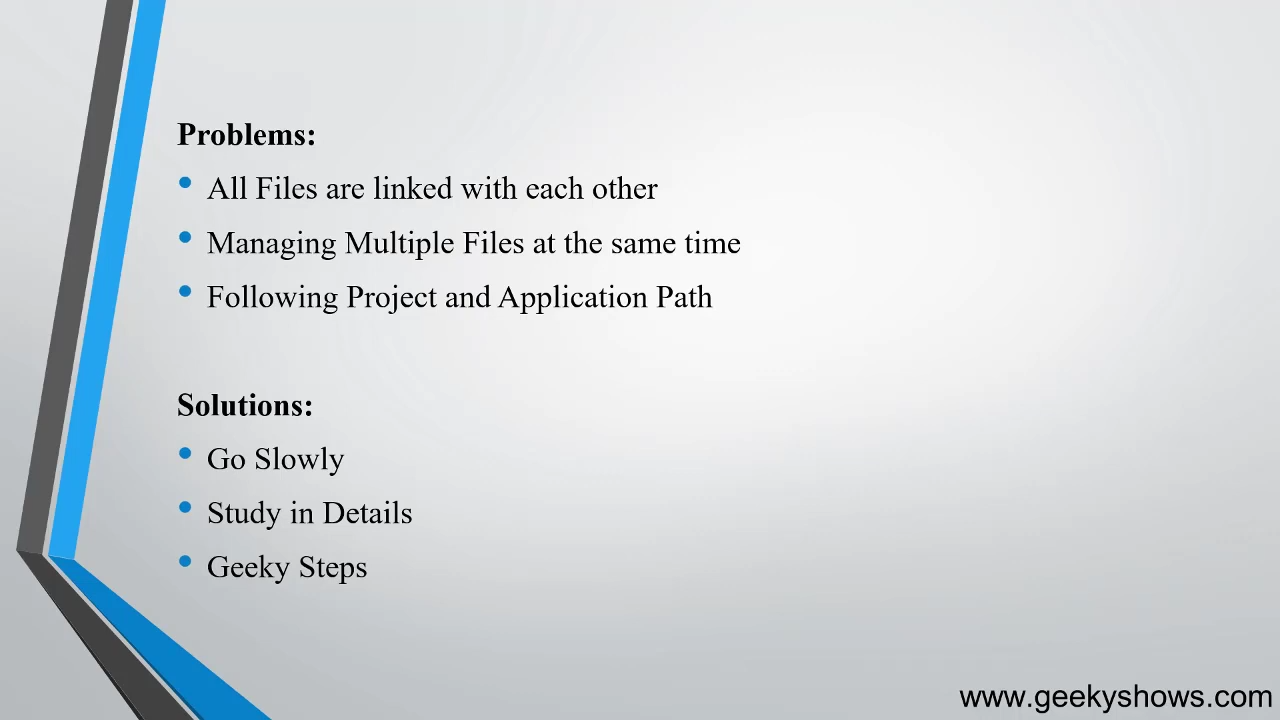 Problems:
All Files are linked with each other
Managing Multiple Files at the same time
Following Project and Application Path
Solutions:
Go Slowly
Study in Details
Geeky Steps
www.geekyshows.com